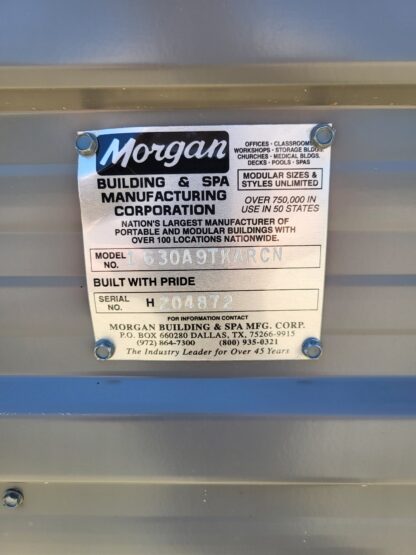 Morgan
OFFICES · CLASSROOMS
WORKSHOPS · STORAGE BLDGS.
CHURCHES · MEDICAL BLDGS.
DECKS · POOLS · SPAS
BUILDING & SPA
MANUFACTURING
CORPORATION
MODULAR SIZES &
STYLES UNLIMITED
OVER 750,000 IN
USE IN 50 STATES
NATION'S LARGEST MANUFACTURER OF
PORTABLE AND MODULAR BUILDINGS WITH
OVER 100 LOCATIONS NATIONWIDE.
MODEL
NO.
BUILT WITH PRIDE
SERIAL
NO. H 204872
FOR INFORMATION CONTACT
MORGAN BUILDING & SPA MFG. CORP.
P.O. BOX 660280 DALLAS, TX. 75266-9915
(972) 864-7300 (800) 935-0321
The Industry Leader for Over 45 Years